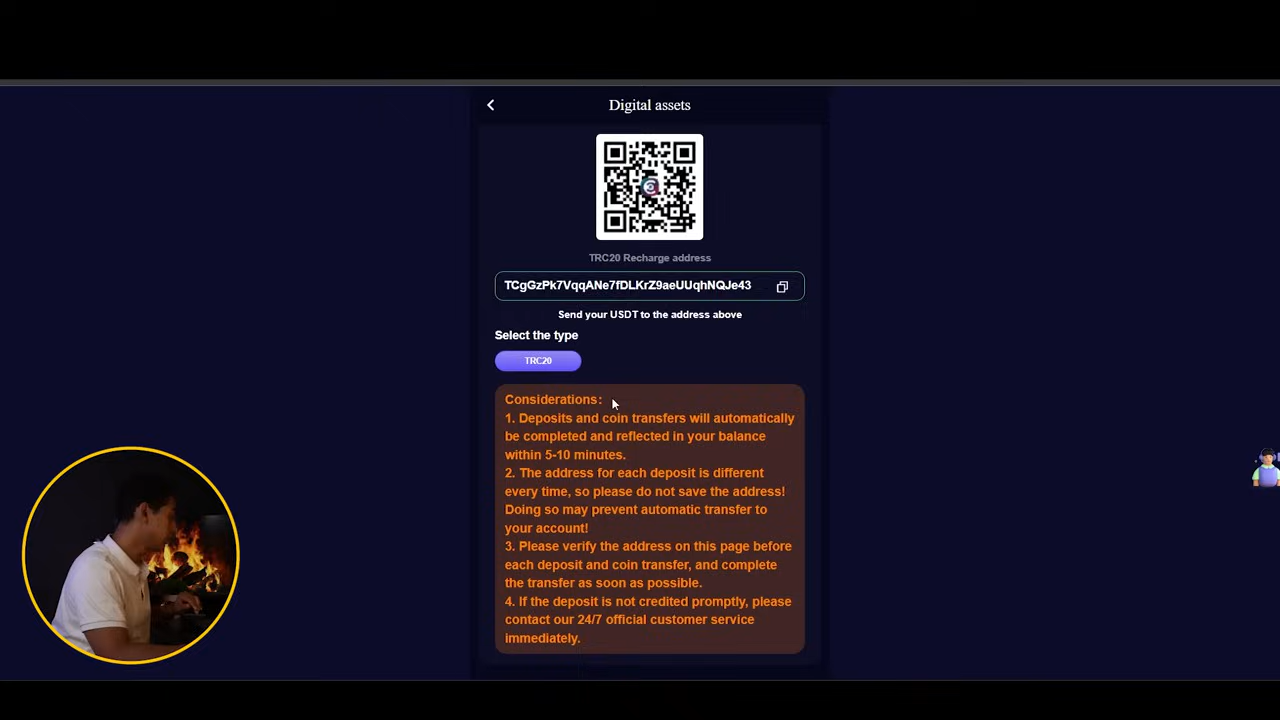 Digital assets
TRC20 Recharge address
TCgGzPk7VqqANe7fDLKrZ9aeUUqhNQJe43
Send your USDT to the address above
Select the type
TRC20
Considerations:
1. Deposits and coin transfers will automatically
be completed and reflected in your balance
within 5-10 minutes.
2. The address for each deposit is different
every time, so please do not save the address!
Doing so may prevent automatic transfer to
your account!
3. Please verify the address on this page before
each deposit and coin transfer, and complete
the transfer as soon as possible.
4. If the deposit is not credited promptly, please
contact our 24/7 official customer service
immediately.